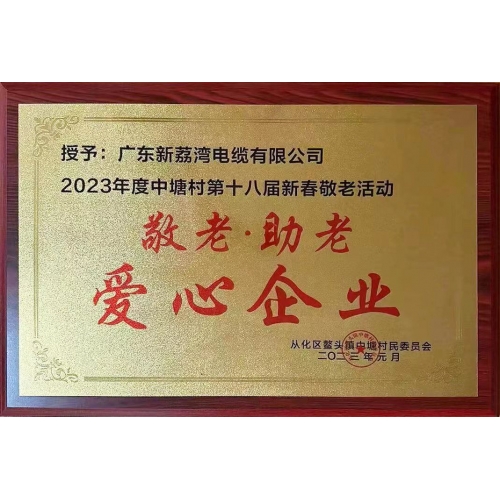 授予：广东新荔湾电缆有限公司
2023年度中塘村第十八届新春敬老活动
敬老·助老
爱心企业
从化区鳌头镇中塘村民委员会
二〇二三年元月